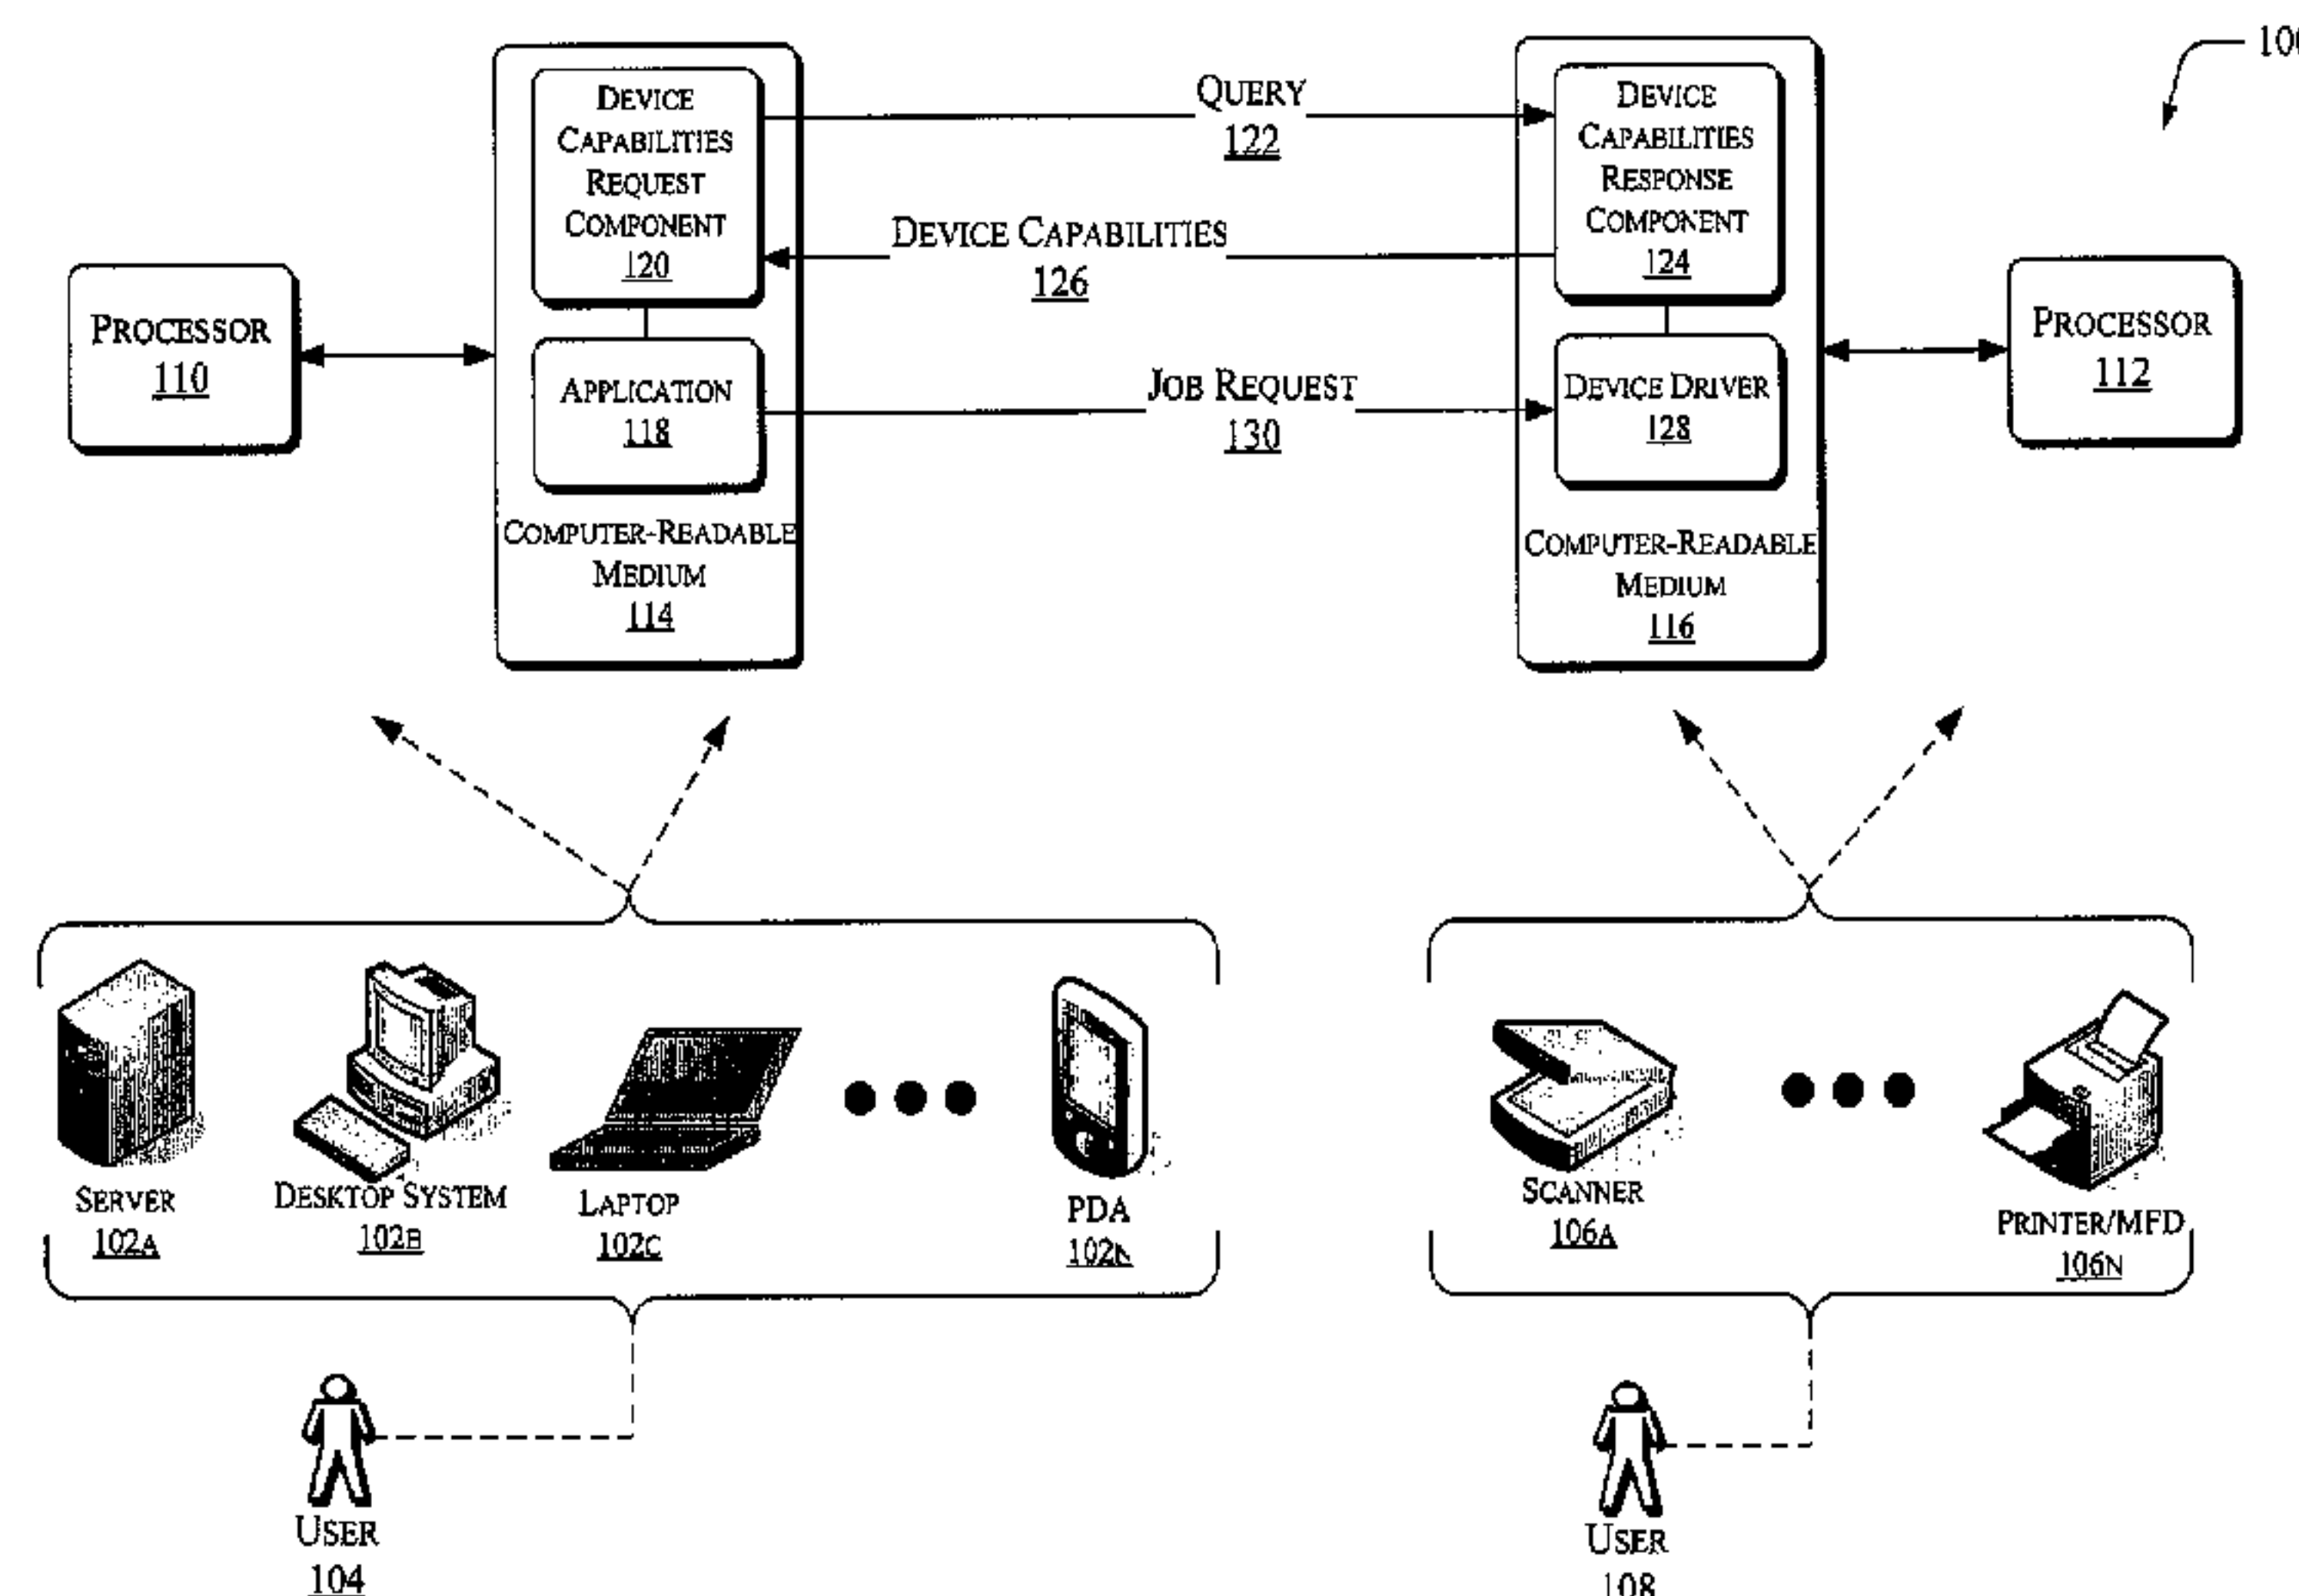 100
DEVICE
CAPABILITIES
REQUEST
COMPONENT
120
APPLICATION
118
COMPUTER-READABLE
MEDIUM
114
PROCESSOR
110
QUERY
122
DEVICE CAPABILITIES
126
JOB REQUEST
130
DEVICE
CAPABILITIES
RESPONSE
COMPONENT
124
DEVICE DRIVER
128
COMPUTER-READABLE
MEDIUM
116
PROCESSOR
112
SERVER
102A
DESKTOP SYSTEM
102B
LAPTOP
102C
PDA
102N
SCANNER
106A
PRINTER/MFD
106N
USER
104
USER
108